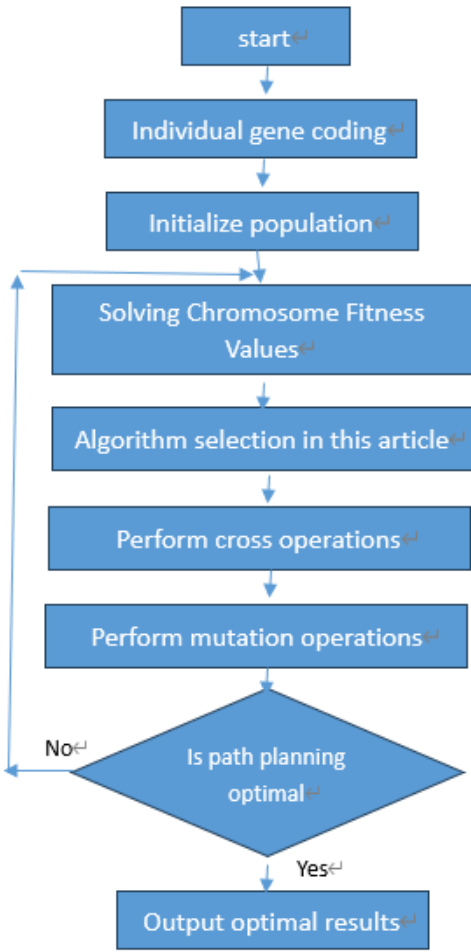 start
Individual gene coding
Initialize population
Solving Chromosome Fitness
Values
Algorithm selection in this article
Perform cross operations
Perform mutation operations
Is path planning
optimal
No
Yes
Output optimal results